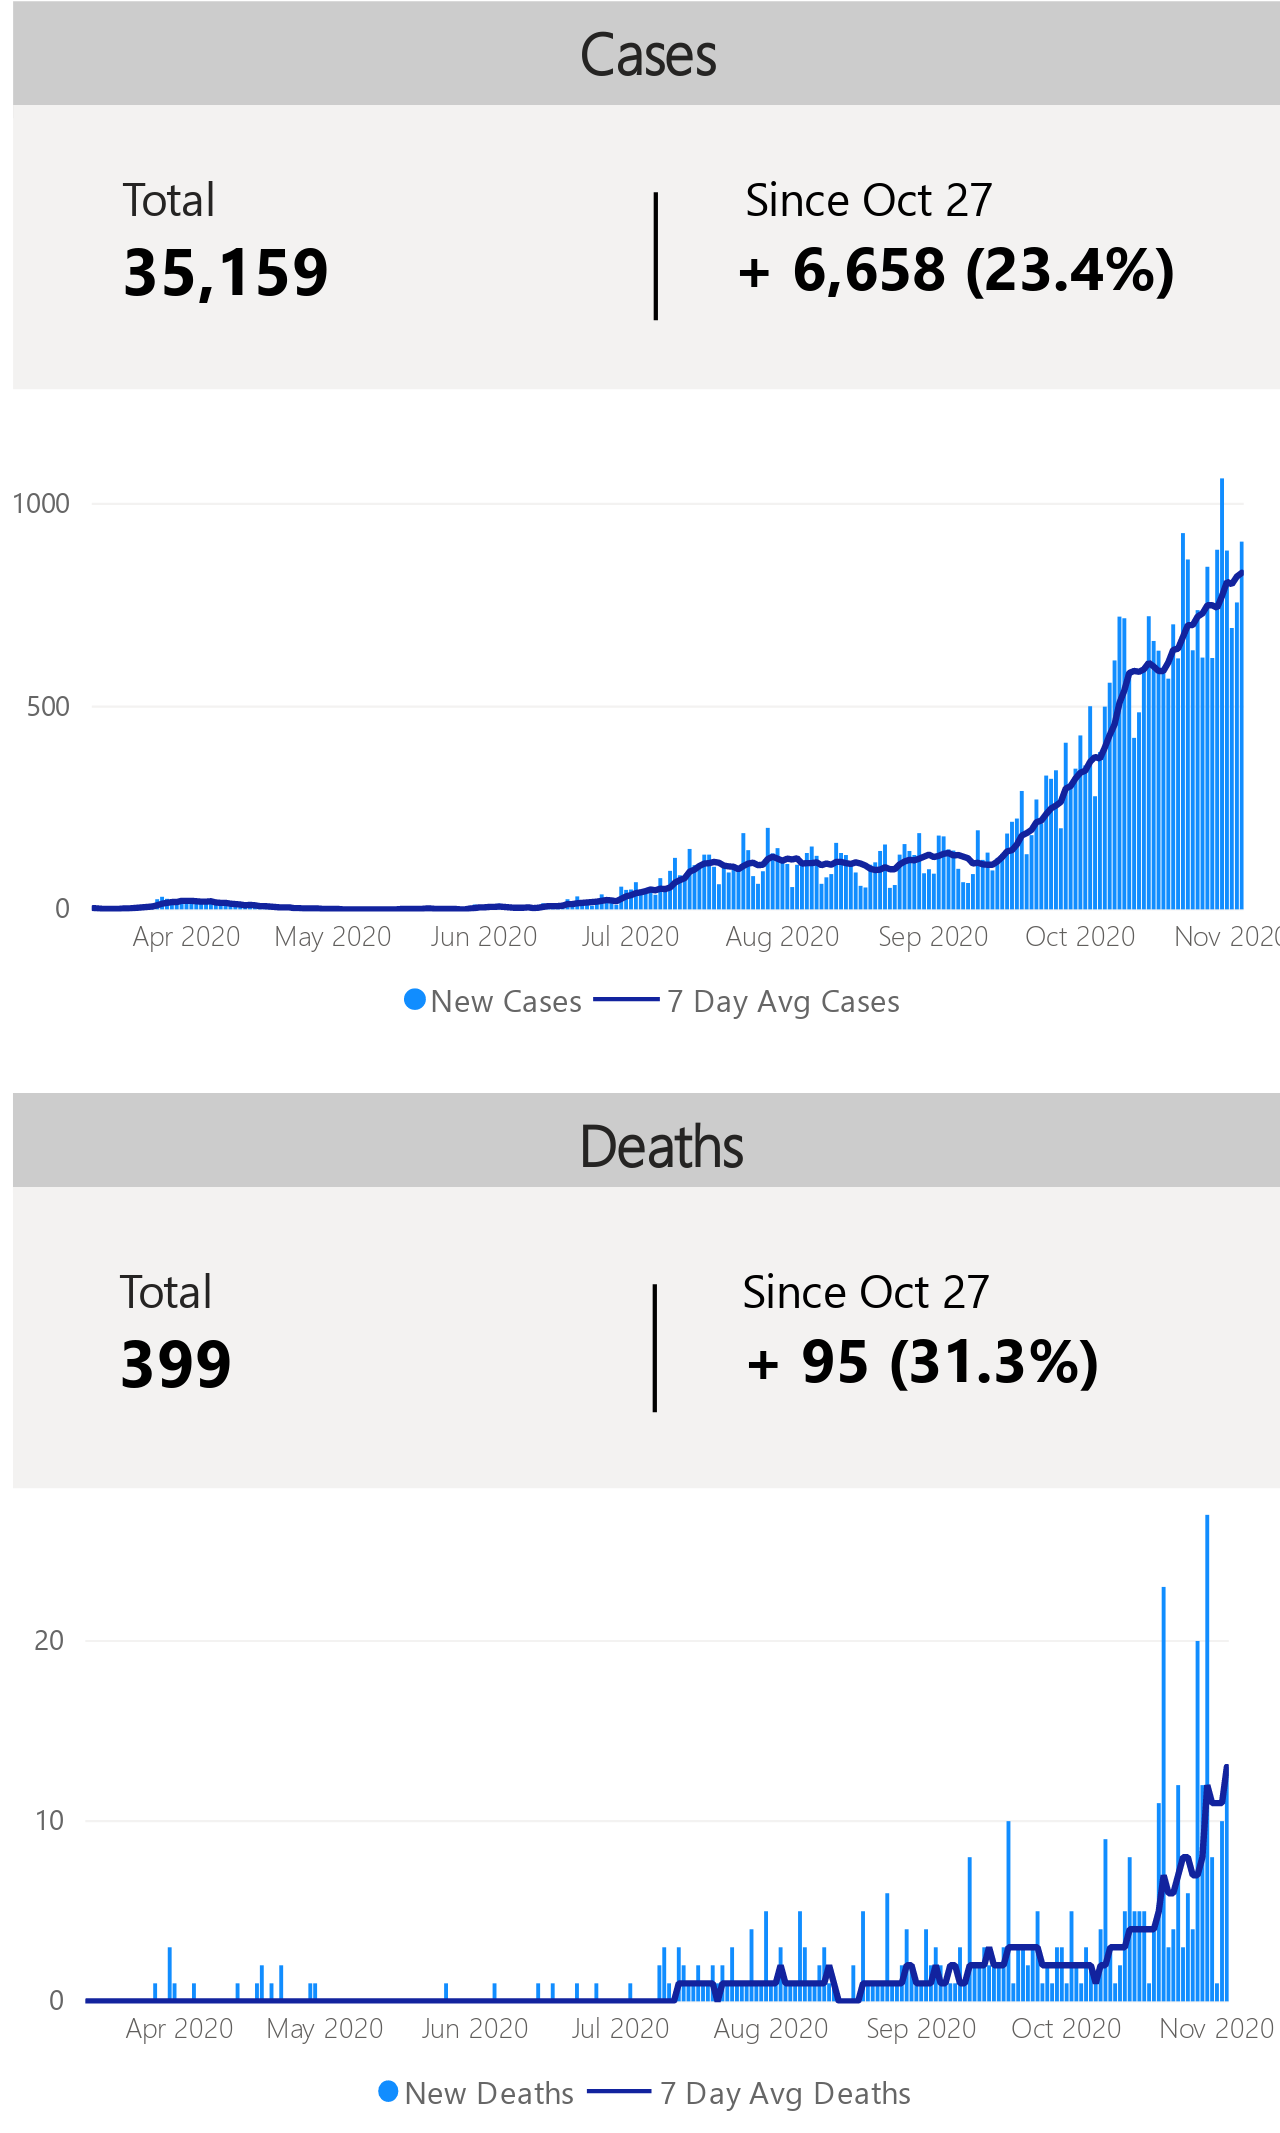 Cases
Total
Since Oct 27
35,159
+ 6,658 (23.4%)
1000
500
0
Apr 2020 May 2020 Jun 2020 Jul 2020 Aug 2020 Sep 2020 Oct 2020 Nov 2020
New Cases 7 Day Avg Cases
Deaths
Total
Since Oct 27
399
+ 95 (31.3%)
20
10
0
Apr 2020 May 2020 Jun 2020 Jul 2020 Aug 2020 Sep 2020 Oct 2020 Nov 2020
New Deaths 7 Day Avg Deaths